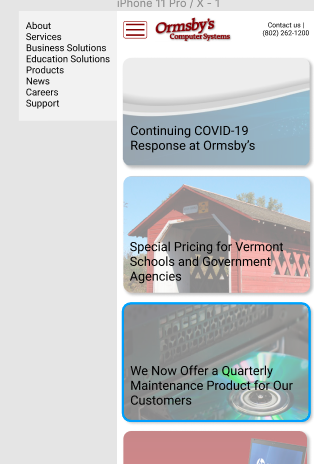 iPhone 11 Pro / X - 1
About
Services
Business Solutions
Education Solutions
Products
News
Careers
Support
Ormsby's
Computer Systems
Contact us |
(802) 262-1200
Continuing COVID-19
Response at Ormsby's
Special Pricing for Vermont
Schools and Government
Agencies
We Now Offer a Quarterly
Maintenance Product for Our
Customers